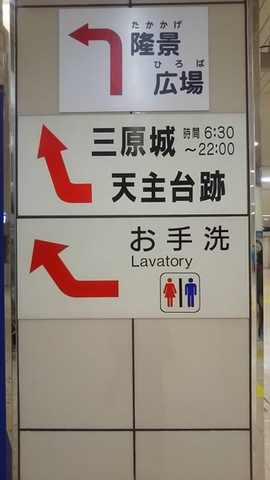 たかかげ
隆景
ひろば
広場
三原城 時間 6:30
～22:00
天主台跡
お手洗
Lavatory